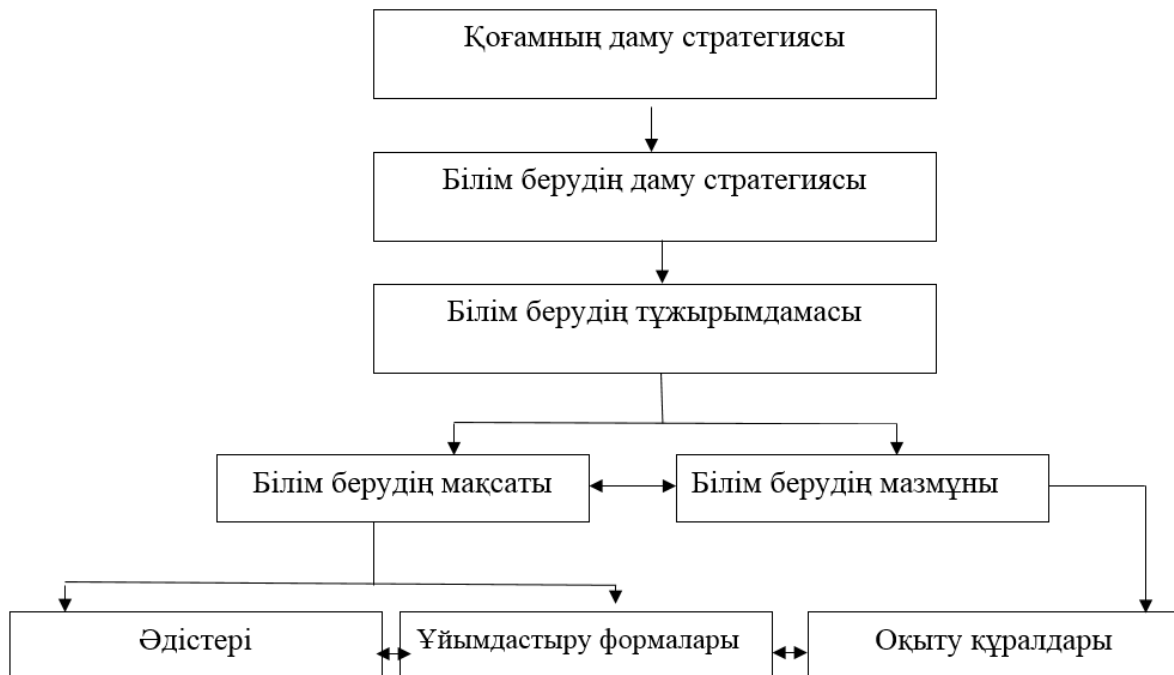 Қоғамның даму стратегиясы
Білім берудің даму стратегиясы
Білім берудің тұжырымдамасы
Білім берудің мақсаты
Білім берудің мазмұны
Әдістері
Ұйымдастыру формалары
Оқыту құралдары